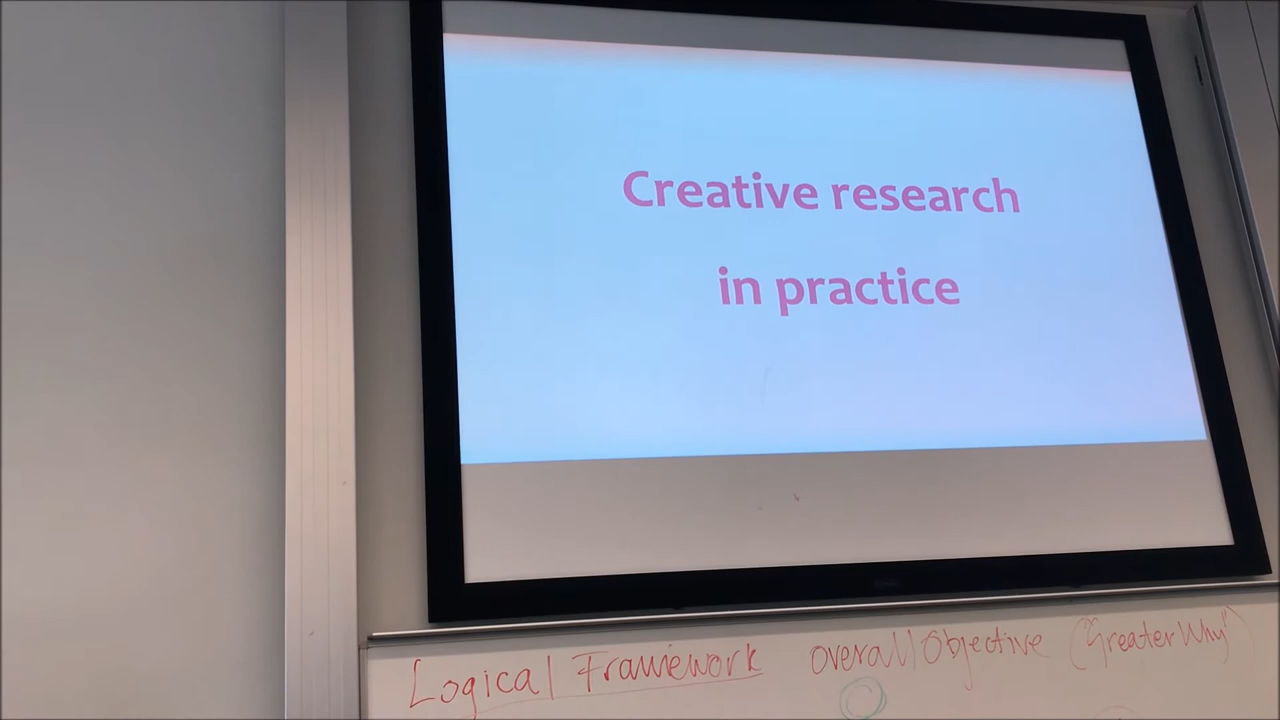 Creative research
in practice
Logical Framework overall Objective ("Greater Why")